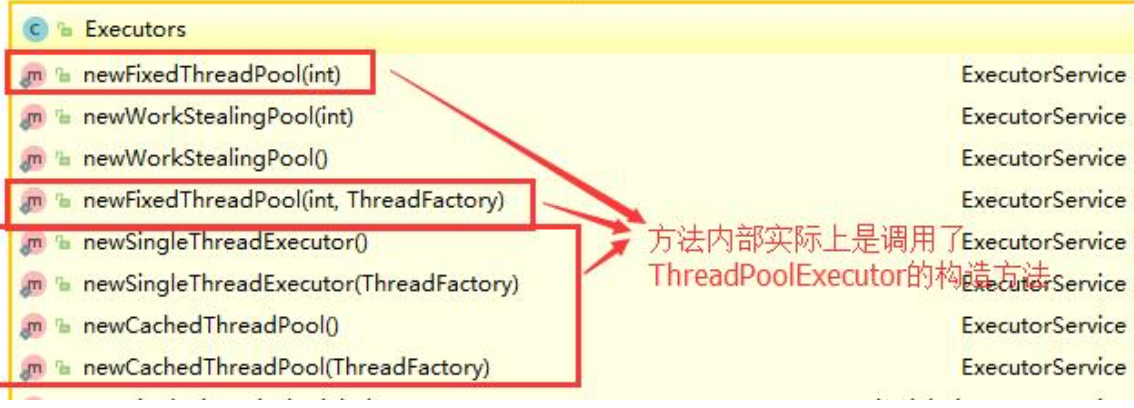 Executors
newFixedThreadPool(int) ExecutorService
newWorkStealingPool(int) ExecutorService
newWorkStealingPool() ExecutorService
newFixedThreadPool(int, ThreadFactory) ExecutorService
newSingleThreadExecutor() ExecutorService
方法内部实际上是调用了
newSingleThreadExecutor(ThreadFactory) ExecutorService
ThreadPoolExecutor的构造方法
newCachedThreadPool() ExecutorService
newCachedThreadPool(ThreadFactory) ExecutorService